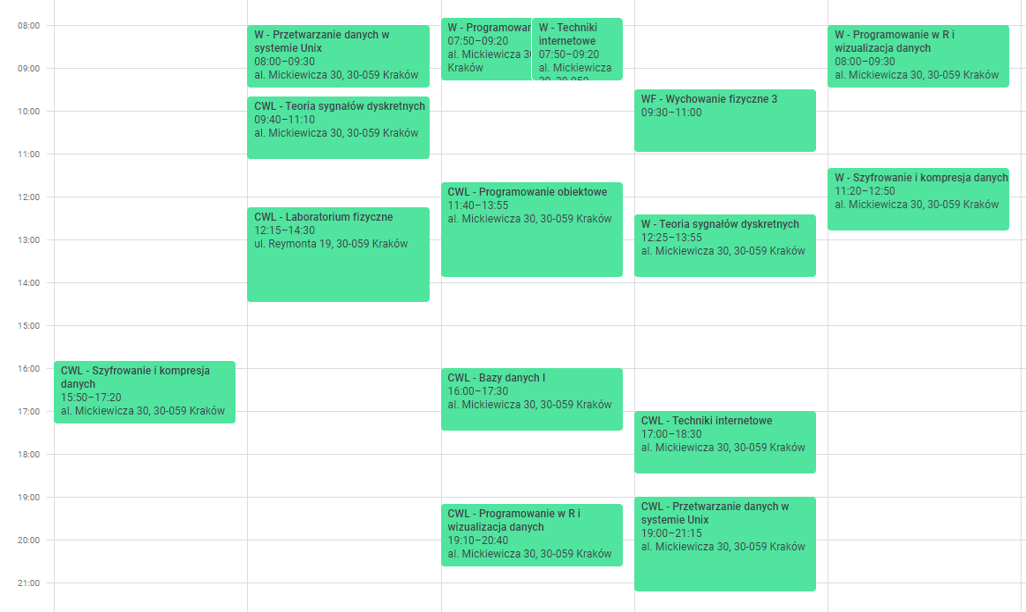 08:00
09:00
10:00
11:00
12:00
13:00
14:00
15:00
16:00
17:00
18:00
19:00
20:00
21:00
CWL - Szyfrowanie i kompresja
danych
15:50–17:20
al. Mickiewicza 30, 30-059 Kraków
W - Przetwarzanie danych w
systemie Unix
08:00–09:30
al. Mickiewicza 30, 30-059 Kraków
CWL - Teoria sygnałów dyskretnych
09:40–11:10
al. Mickiewicza 30, 30-059 Kraków
CWL - Laboratorium fizyczne
12:15–14:30
ul. Reymonta 19, 30-059 Kraków
W - Programowan
07:50–09:20
al. Mickiewicza 30
Kraków
W - Techniki
internetowe
07:50–09:20
al. Mickiewicza
30, 30-059
CWL - Programowanie obiektowe
11:40–13:55
al. Mickiewicza 30, 30-059 Kraków
CWL - Bazy danych I
16:00–17:30
al. Mickiewicza 30, 30-059 Kraków
CWL - Programowanie w R i
wizualizacja danych
19:10–20:40
al. Mickiewicza 30, 30-059 Kraków
WF - Wychowanie fizyczne 3
09:30–11:00
W - Teoria sygnałów dyskretnych
12:25–13:55
al. Mickiewicza 30, 30-059 Kraków
CWL - Techniki internetowe
17:00–18:30
al. Mickiewicza 30, 30-059 Kraków
CWL - Przetwarzanie danych w
systemie Unix
19:00–21:15
al. Mickiewicza 30, 30-059 Kraków
W - Programowanie w R i
wizualizacja danych
08:00–09:30
al. Mickiewicza 30, 30-059 Kraków
W - Szyfrowanie i kompresja danych
11:20–12:50
al. Mickiewicza 30, 30-059 Kraków